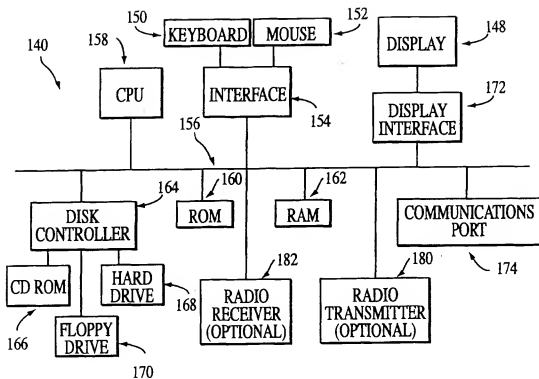 150
KEYBOARD
MOUSE
152
158
DISPLAY
148
140
CPU
INTERFACE
154
172
DISPLAY
INTERFACE
156
164
160
162
DISK
CONTROLLER
ROM
RAM
COMMUNICATIONS
PORT
174
CD ROM
HARD
DRIVE
168
182
180
166
FLOPPY
DRIVE
170
RADIO
RECEIVER
(OPTIONAL)
RADIO
TRANSMITTER
(OPTIONAL)